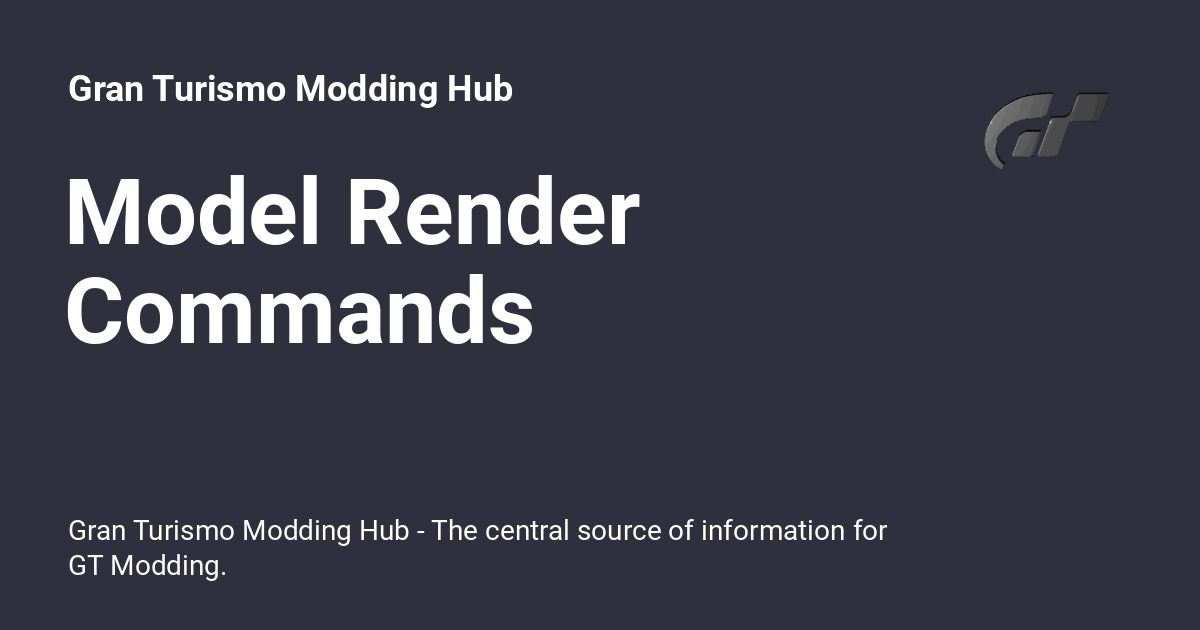 Gran Turismo Modding Hub
Model Render
Commands
Gran Turismo Modding Hub - The central source of information for
GT Modding.